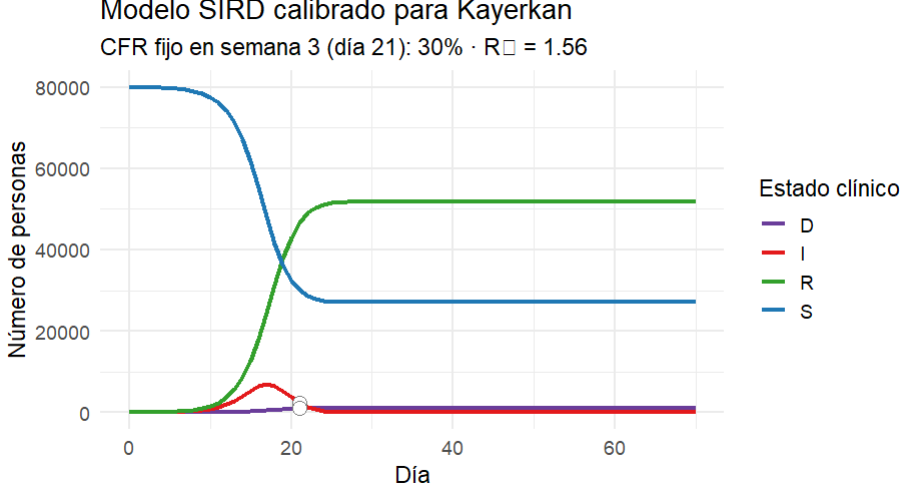 Modelo SIRD calibrado para Kayerkan
CFR fijo en semana 3 (día 21): 30% · R□ = 1.56
80000
60000
40000
20000
0
0 20 40 60
Día
Número de personas
Estado clínico
D
I
R
S